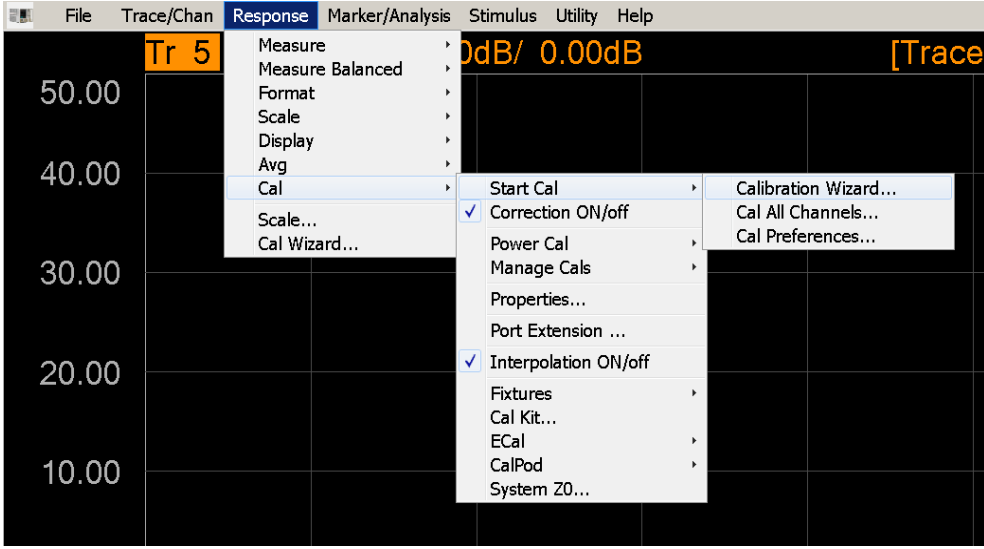 File Trace/Chan Response Marker/Analysis Stimulus Utility Help
Tr 5 0dB/ 0.00dB [Trace
50.00
40.00
30.00
20.00
10.00
Measure
Measure Balanced
Format
Scale
Display
Avg
Cal
Scale...
Cal Wizard...
Start Cal
Correction ON/off
Power Cal
Manage Cals
Properties...
Port Extension ...
Interpolation ON/off
Fixtures
Cal Kit...
ECal
CalPod
System Z0...
Calibration Wizard...
Cal All Channels...
Cal Preferences...